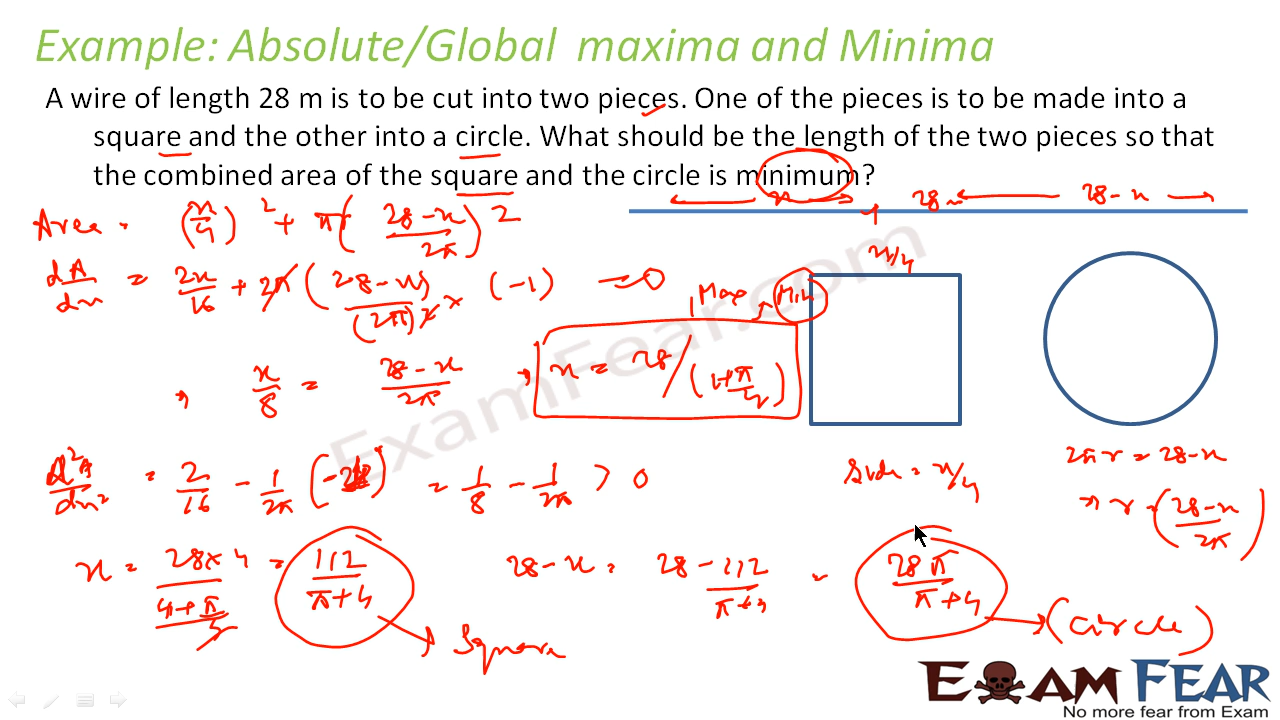 Example: Absolute/Global maxima and Minima
A wire of length 28 m is to be cut into two pieces. One of the pieces is to be made into a
square and the other into a circle. What should be the length of the two pieces so that
the combined area of the square and the circle is minimum?
x 28m 28-x
Area = (x/4)^2 + π((28-x)/2π)^2
x/4
dA/dx = 2x/16 + 2π((28-x)/(2π)^2) (-1) = 0
Max Min
⇒ x/8 = (28-x)/2π ⇒ x = 28/(1+π/4)
2πr = 28-x
d^2A/dx^2 = 2/16 - 1/2π = 1/8 - 1/2π > 0
Side = x/4
⇒ r = ((28-x)/2π)
x = 28×4/(4+π) = 112/(π+4) 28-x = 28-112/(π+4) = 28π/(π+4)
→ Square → (circle)
ExamFear.com
EXAM FEAR
No more fear from Exam